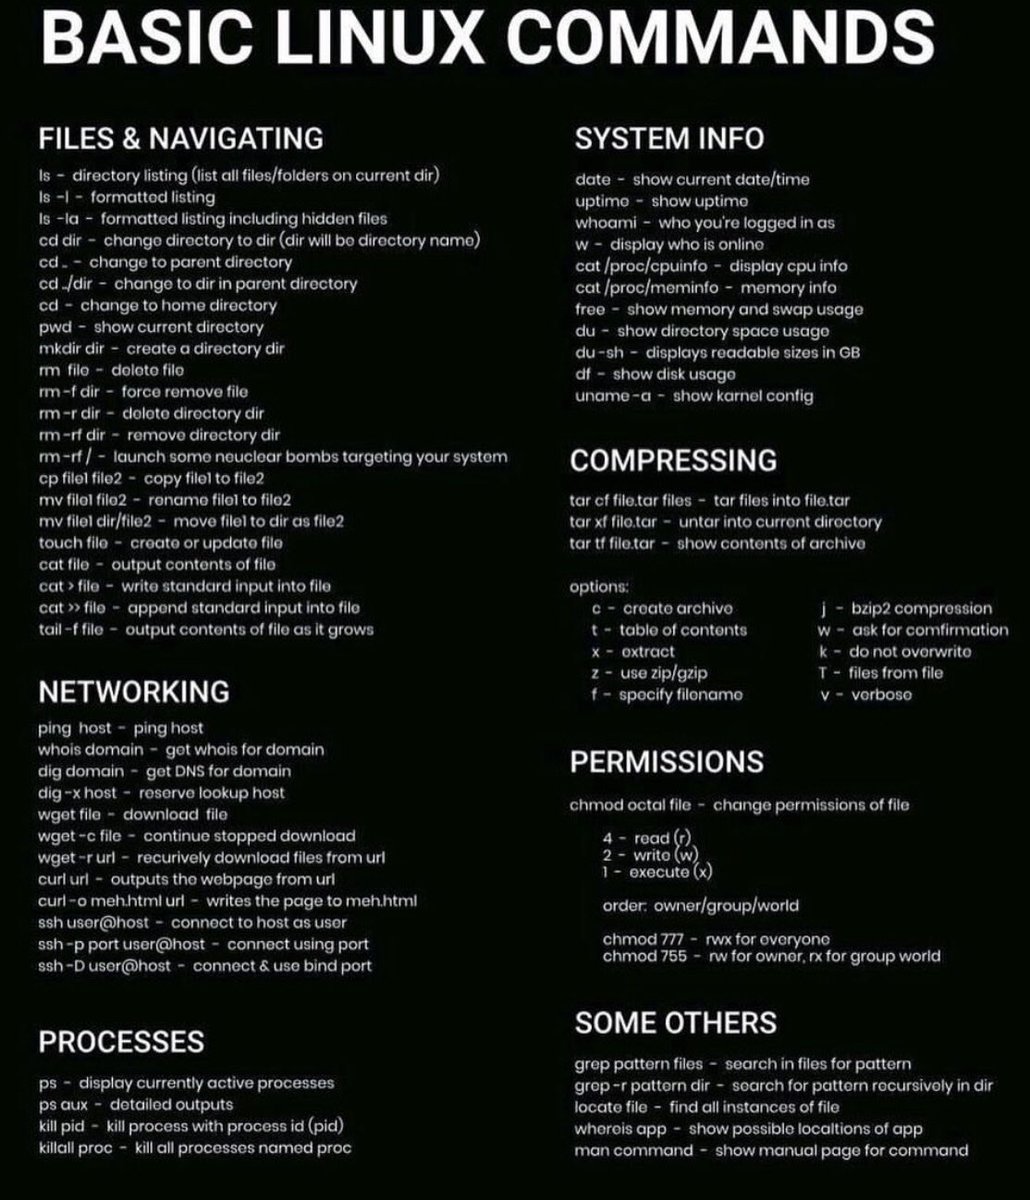 BASIC LINUX COMMANDS
FILES & NAVIGATING
ls - directory listing (list all files/folders on current dir)
ls -l - formatted listing
ls -la - formatted listing including hidden files
cd dir - change directory to dir (dir will be directory name)
cd .. - change to parent directory
cd ../dir - change to dir in parent directory
cd - change to home directory
pwd - show current directory
mkdir dir - create a directory dir
rm file - delete file
rm -f dir - force remove file
rm -r dir - delete directory dir
rm -rf dir - remove directory dir
rm -rf / - launch some neuclear bombs targeting your system
cp file1 file2 - copy file1 to file2
mv file1 file2 - rename file1 to file2
mv file1 dir/file2 - move file1 to dir as file2
touch file - create or update file
cat file - output contents of file
cat > file - write standard input into file
cat >> file - append standard input into file
tail -f file - output contents of file as it grows
NETWORKING
ping host - ping host
whois domain - get whois for domain
dig domain - get DNS for domain
dig -x host - reserve lookup host
wget file - download file
wget -c file - continue stopped download
wget -r url - recurively download files from url
curl url - outputs the webpage from url
curl -o meh.html url - writes the page to meh.html
ssh user@host - connect to host as user
ssh -p port user@host - connect using port
ssh -D user@host - connect & use bind port
PROCESSES
ps - display currently active processes
ps aux - detailed outputs
kill pid - kill process with process id (pid)
killall proc - kill all processes named proc
SYSTEM INFO
date - show current date/time
uptime - show uptime
whoami - who you're logged in as
w - display who is online
cat /proc/cpuinfo - display cpu info
cat /proc/meminfo - memory info
free - show memory and swap usage
du - show directory space usage
du -sh - displays readable sizes in GB
df - show disk usage
uname -a - show karnel config
COMPRESSING
tar cf file.tar files - tar files into file.tar
tar xf file.tar - untar into current directory
tar tf file.tar - show contents of archive
options:
c - create archive
t - table of contents
x - extract
z - use zip/gzip
f - specify filename
j - bzip2 compression
w - ask for comfirmation
k - do not overwrite
T - files from file
v - verbose
PERMISSIONS
chmod octal file - change permissions of file
4 - read (r)
2 - write (w)
1 - execute (x)
order: owner/group/world
chmod 777 - rwx for everyone
chmod 755 - rw for owner, rx for group world
SOME OTHERS
grep pattern files - search in files for pattern
grep -r pattern dir - search for pattern recursively in dir
locate file - find all instances of file
whereis app - show possible localtions of app
man command - show manual page for command